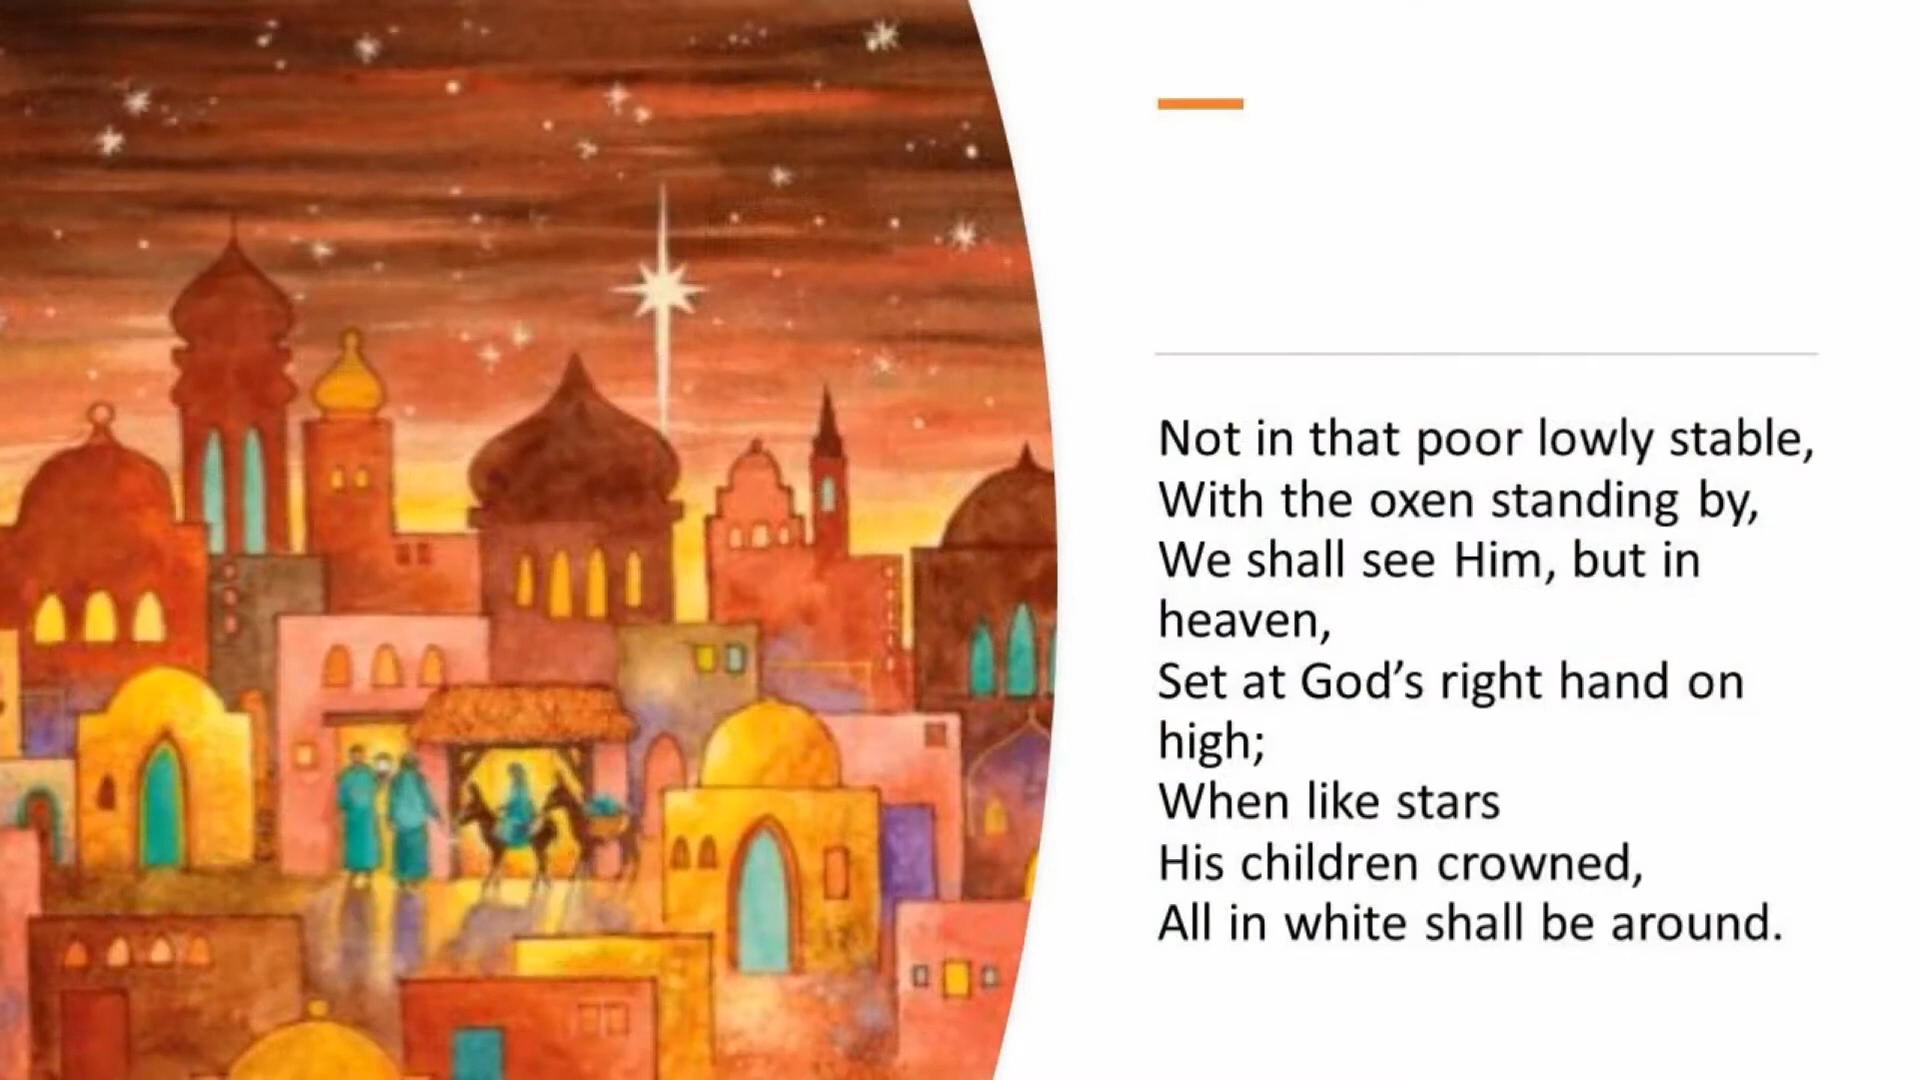 Not in that poor lowly stable,
With the oxen standing by,
We shall see Him, but in
heaven,
Set at God’s right hand on
high;
When like stars
His children crowned,
All in white shall be around.